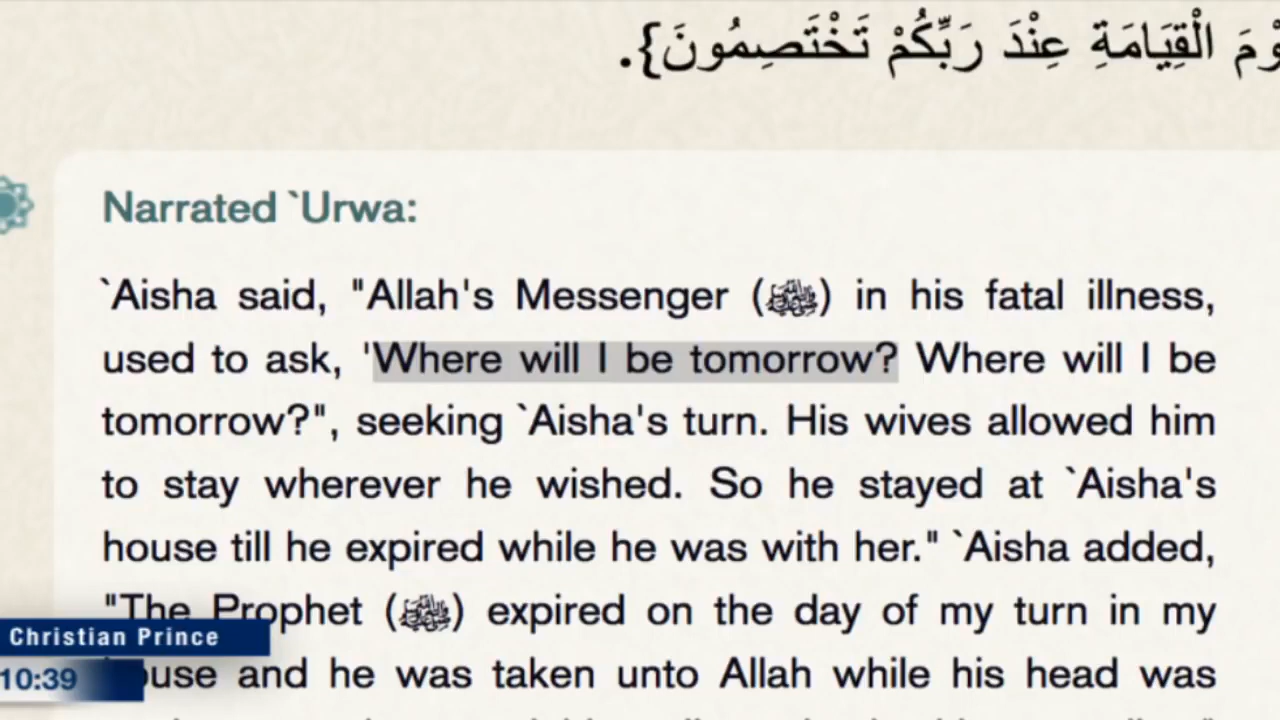 وْمَ الْقِيَامَةِ عِنْدَ رَبِّكُمْ تَخْتَصِمُونَ}.
Narrated `Urwa:
`Aisha said, "Allah's Messenger (ﷺ) in his fatal illness,
used to ask, 'Where will I be tomorrow? Where will I be
tomorrow?", seeking `Aisha's turn. His wives allowed him
to stay wherever he wished. So he stayed at `Aisha's
house till he expired while he was with her." `Aisha added,
"The Prophet (ﷺ) expired on the day of my turn in my
Christian Prince
ouse and he was taken unto Allah while his head was
10:39